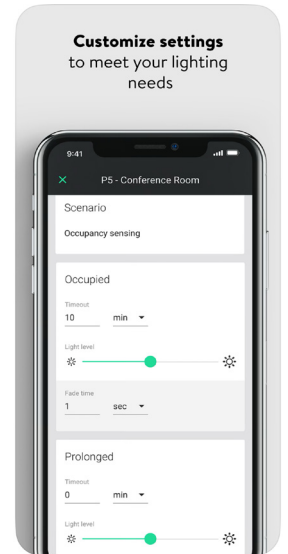 Customize settings
to meet your lighting
needs
9:41
P5 - Conference Room
Scenario
Occupancy sensing
Occupied
Timeout
10 min
Light level
Fade time
1 sec
Prolonged
Timeout
0 min
Light level